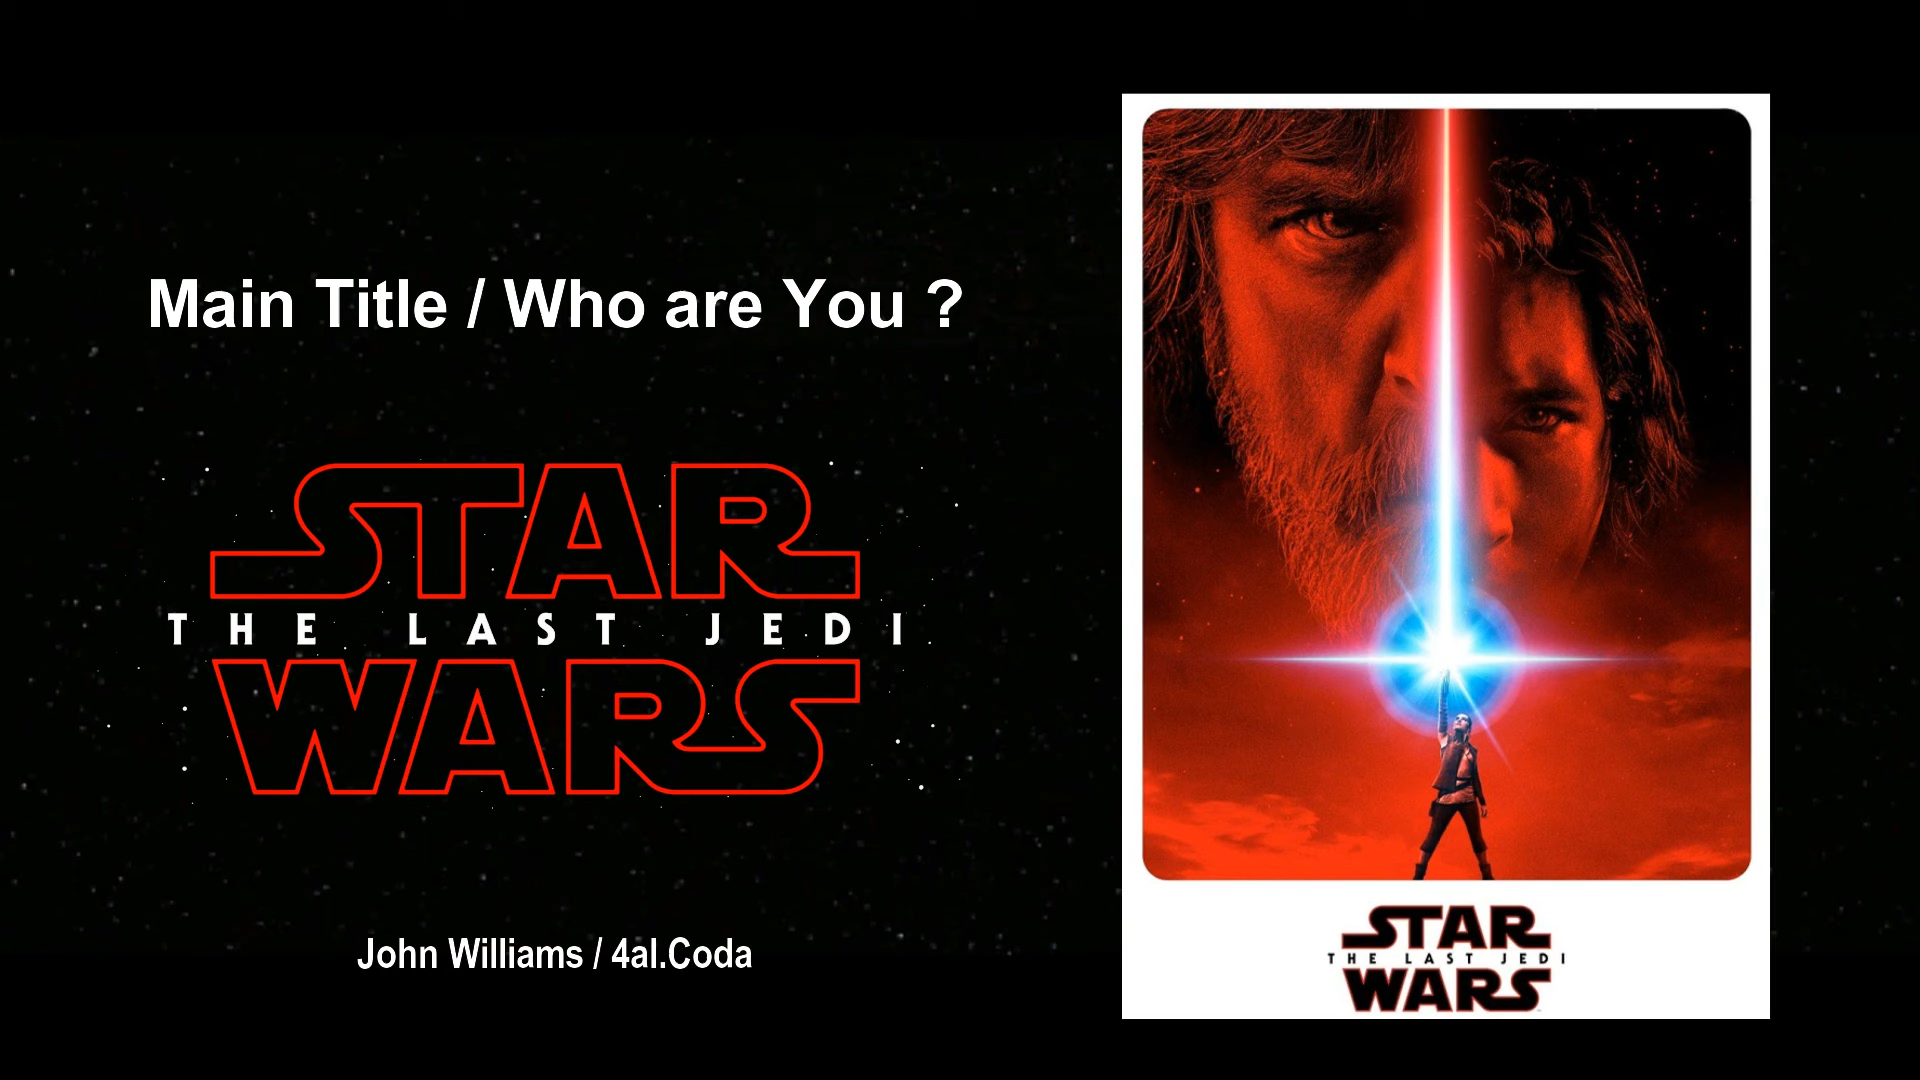 Main Title / Who are You ?
STAR
THE LAST JEDI
WARS
John Williams / 4al.Coda
STAR
THE LAST JEDI
WARS